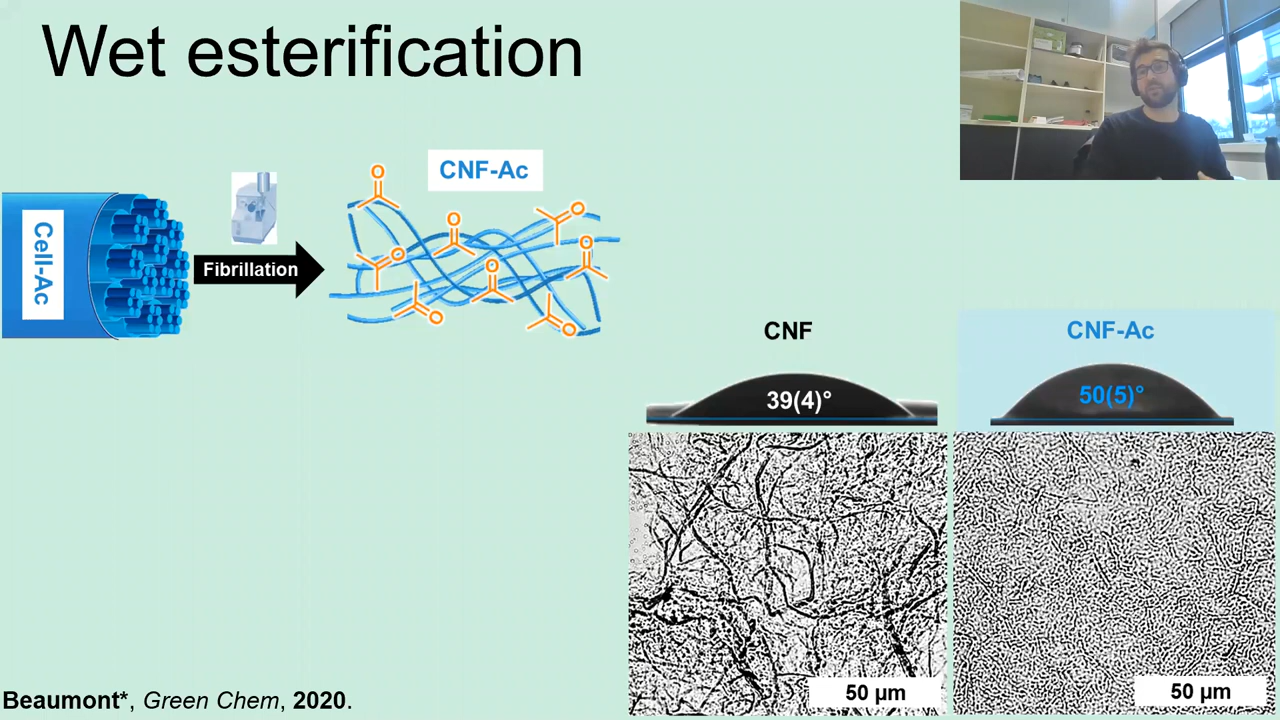 Wet esterification
CNF-Ac
Cell-Ac
Fibrillation
CNF
CNF-Ac
39(4)°
50(5)°
50 µm
50 µm
Beaumont*, Green Chem, 2020.